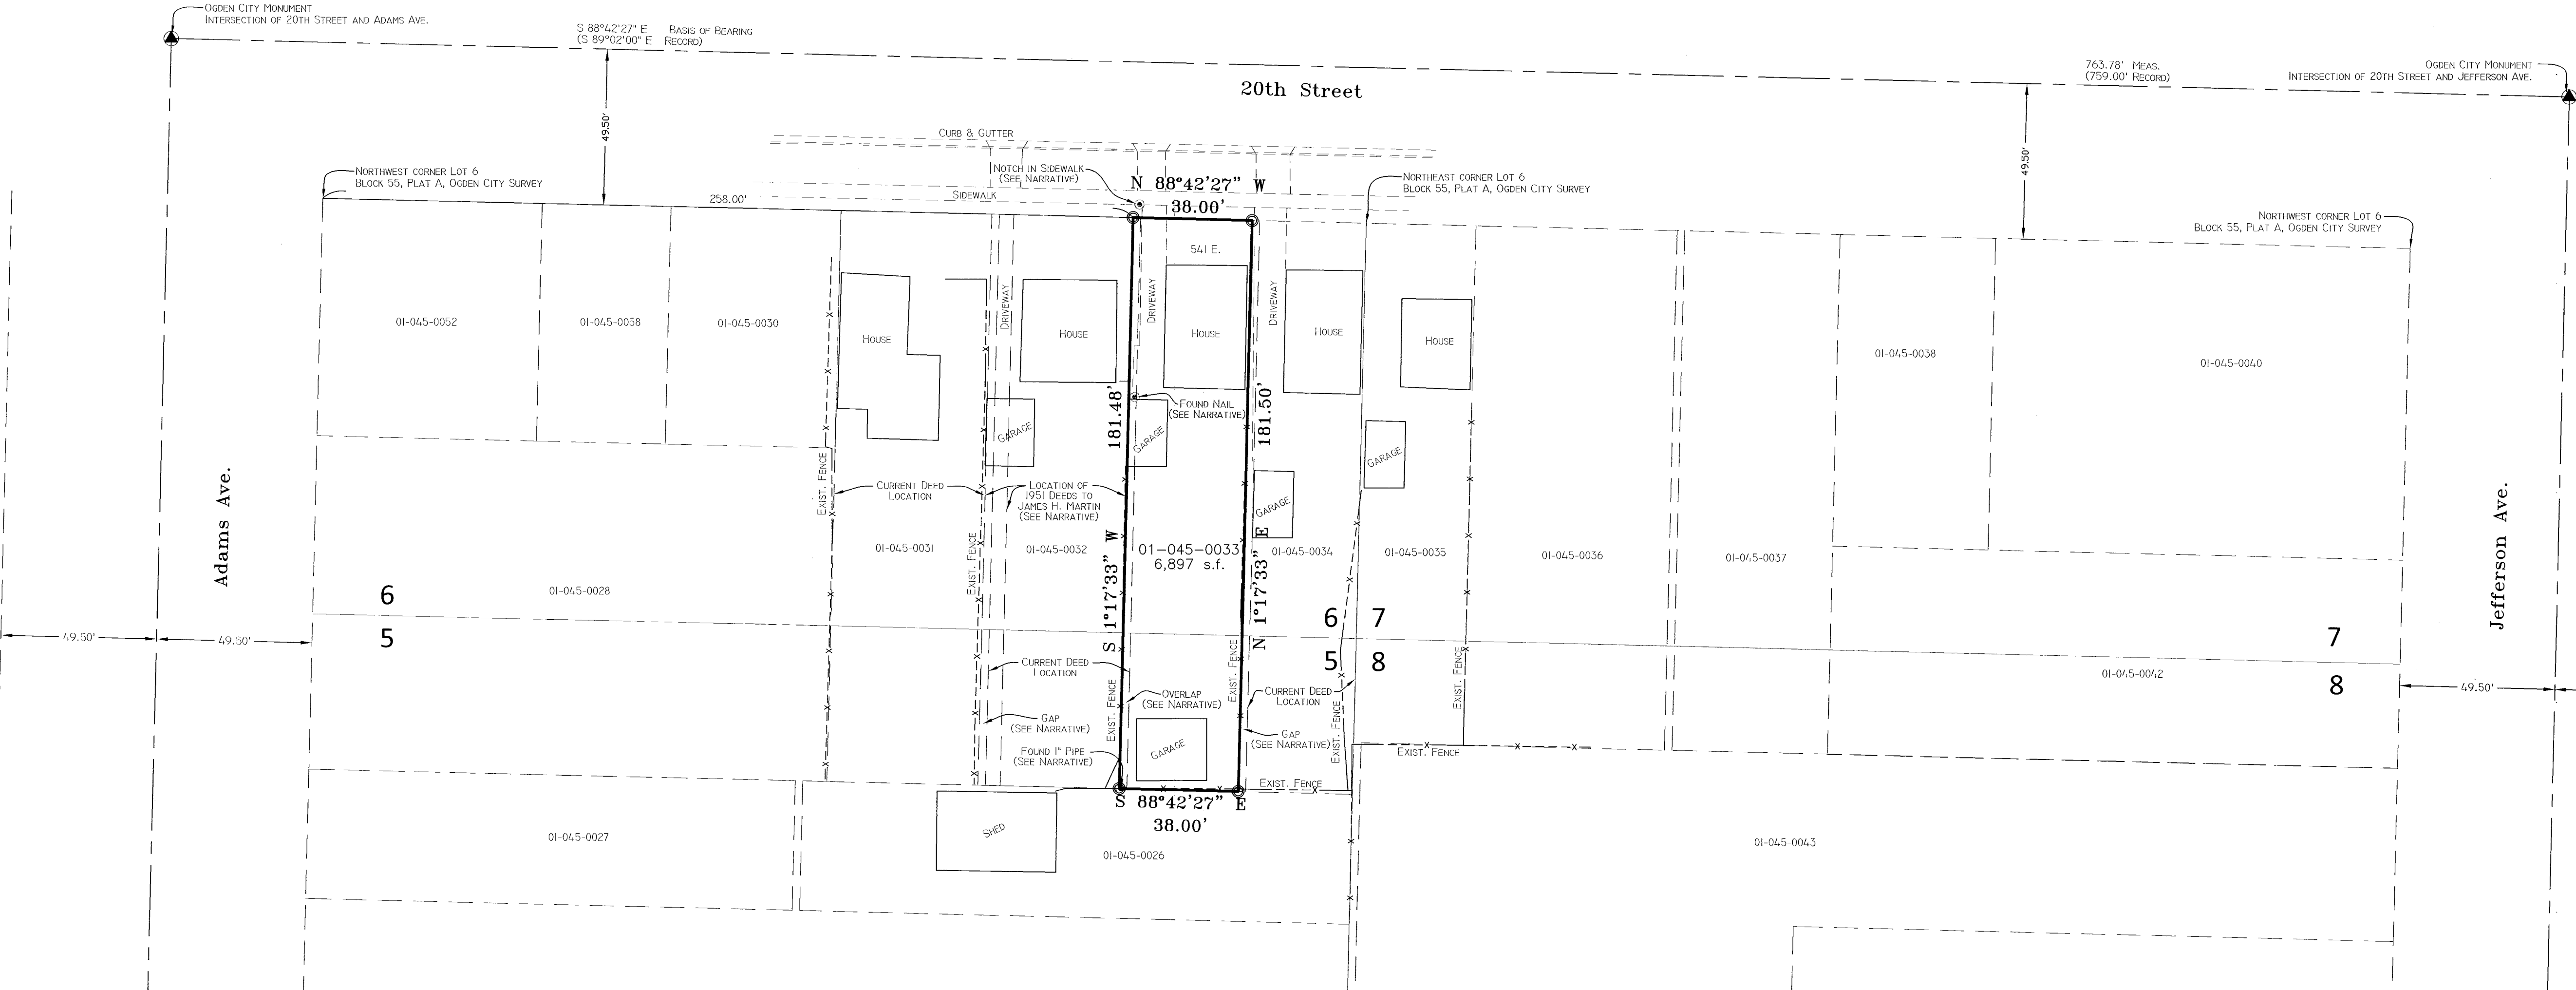 OGDEN CITY MONUMENT
INTERSECTION OF 20TH STREET AND ADAMS AVE.
S 88°42'27" E BASIS OF BEARING
(S 89°02'00" E RECORD)
763.78' MEAS.
(759.00' RECORD)
OGDEN CITY MONUMENT
INTERSECTION OF 20TH STREET AND JEFFERSON AVE.
20th Street
49.50'
49.50'
CURB & GUTTER
NORTHWEST CORNER LOT 6
BLOCK 55, PLAT A, OGDEN CITY SURVEY
NOTCH IN SIDEWALK
(SEE NARRATIVE)
N 88°42'27" W
38.00'
NORTHEAST CORNER LOT 6
BLOCK 55, PLAT A, OGDEN CITY SURVEY
258.00'
SIDEWALK
NORTHWEST CORNER LOT 6
BLOCK 55, PLAT A, OGDEN CITY SURVEY
541 E.
DRIVEWAY
DRIVEWAY
DRIVEWAY
01-045-0052
01-045-0058
01-045-0030
HOUSE
HOUSE
HOUSE
HOUSE
HOUSE
01-045-0038
01-045-0040
181.48'
181.50'
FOUND NAIL
(SEE NARRATIVE)
GARAGE
GARAGE
GARAGE
GARAGE
EXIST. FENCE
CURRENT DEED
LOCATION
LOCATION OF
1951 DEEDS TO
JAMES H. MARTIN
(SEE NARRATIVE)
Adams Ave.
Jefferson Ave.
01-045-0031
EXIST. FENCE
01-045-0032
S 1°17'33" W
01-045-0033
6,897 s.f.
N 1°17'33" E
01-045-0034
01-045-0035
01-045-0036
01-045-0037
01-045-0028
6
5
6
7
5
8
7
8
49.50'
49.50'
49.50'
01-045-0042
CURRENT DEED
LOCATION
EXIST. FENCE
EXIST. FENCE
OVERLAP
(SEE NARRATIVE)
CURRENT DEED
LOCATION
EXIST. FENCE
EXIST. FENCE
GAP
(SEE NARRATIVE)
GAP
(SEE NARRATIVE)
FOUND 1" PIPE
(SEE NARRATIVE)
GARAGE
EXIST. FENCE
EXIST. FENCE
S 88°42'27" E
38.00'
SHED
01-045-0027
01-045-0026
01-045-0043